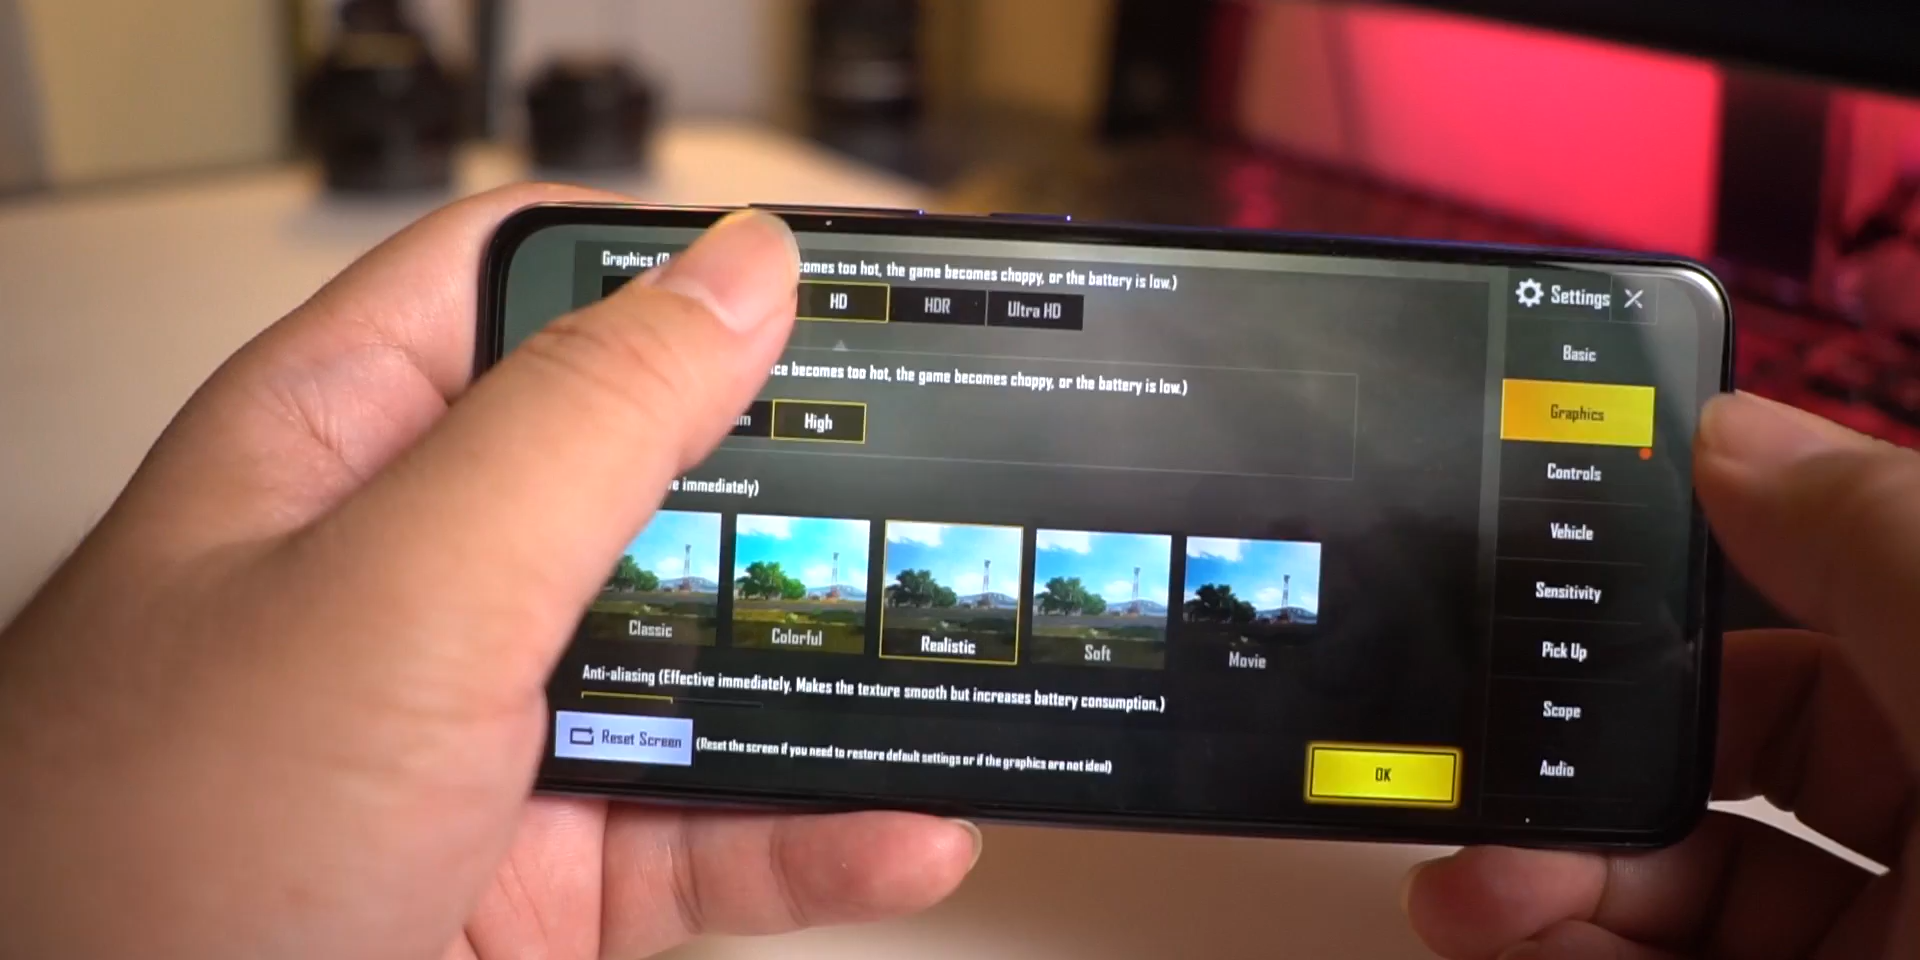 Graphics
comes too hot, the game becomes choppy, or the battery is low.)
HD
HDR
Ultra HD
becomes too hot, the game becomes choppy, or the battery is low.)
High
immediately)
Classic
Colorful
Realistic
Soft
Movie
Anti-aliasing (Effective immediately. Makes the texture smooth but increases battery consumption.)
Reset Screen
(Reset the screen if you need to restore default settings or if the graphics are not ideal)
OK
Settings
Basic
Graphics
Controls
Vehicle
Sensitivity
Pick Up
Scope
Audio